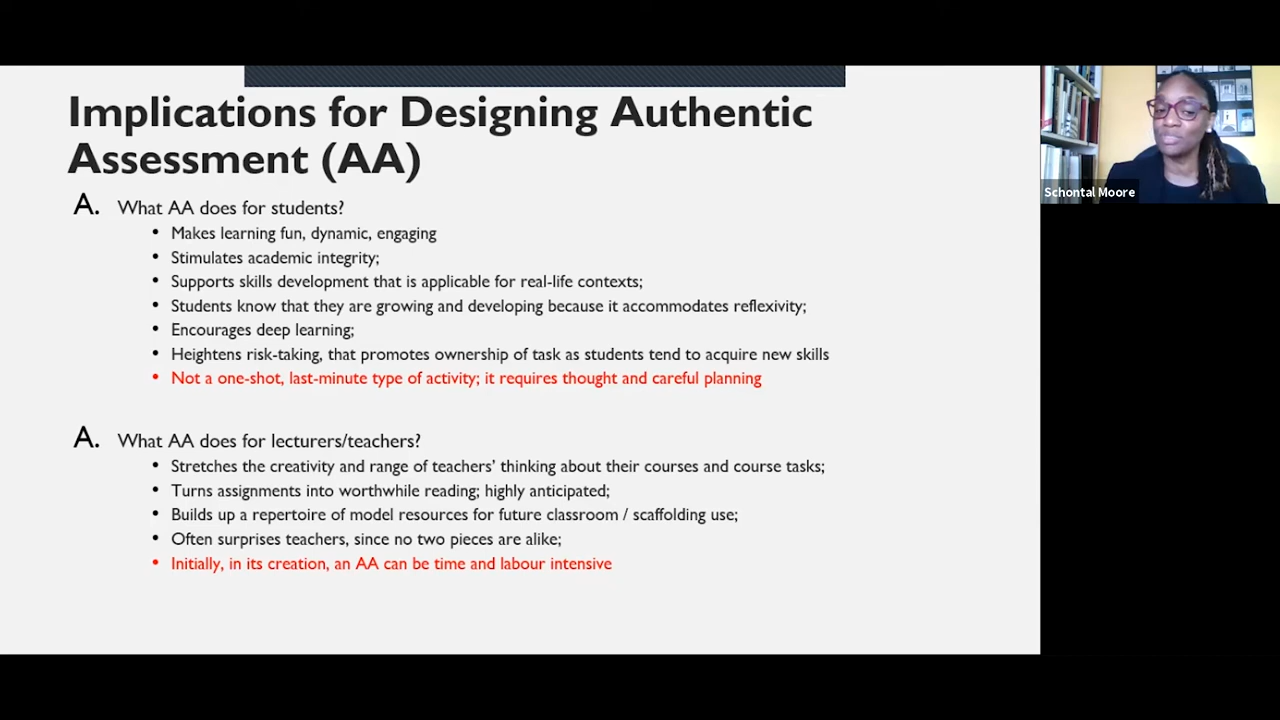 Implications for Designing Authentic
Assessment (AA)
A. What AA does for students?
• Makes learning fun, dynamic, engaging
• Stimulates academic integrity;
• Supports skills development that is applicable for real-life contexts;
• Students know that they are growing and developing because it accommodates reflexivity;
• Encourages deep learning;
• Heightens risk-taking, that promotes ownership of task as students tend to acquire new skills
• Not a one-shot, last-minute type of activity; it requires thought and careful planning
A. What AA does for lecturers/teachers?
• Stretches the creativity and range of teachers’ thinking about their courses and course tasks;
• Turns assignments into worthwhile reading; highly anticipated;
• Builds up a repertoire of model resources for future classroom / scaffolding use;
• Often surprises teachers, since no two pieces are alike;
• Initially, in its creation, an AA can be time and labour intensive
Schontal Moore